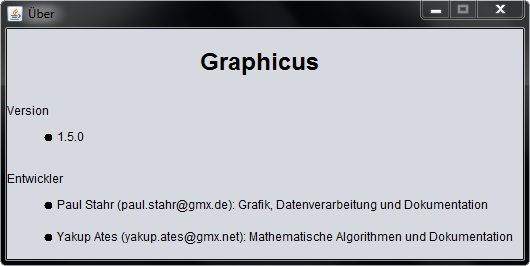 Über
Graphicus
Version
1.5.0
Entwickler
Paul Stahr (paul.stahr@gmx.de): Grafik, Datenverarbeitung und Dokumentation
Yakup Ates (yakup.ates@gmx.net): Mathematische Algorithmen und Dokumentation